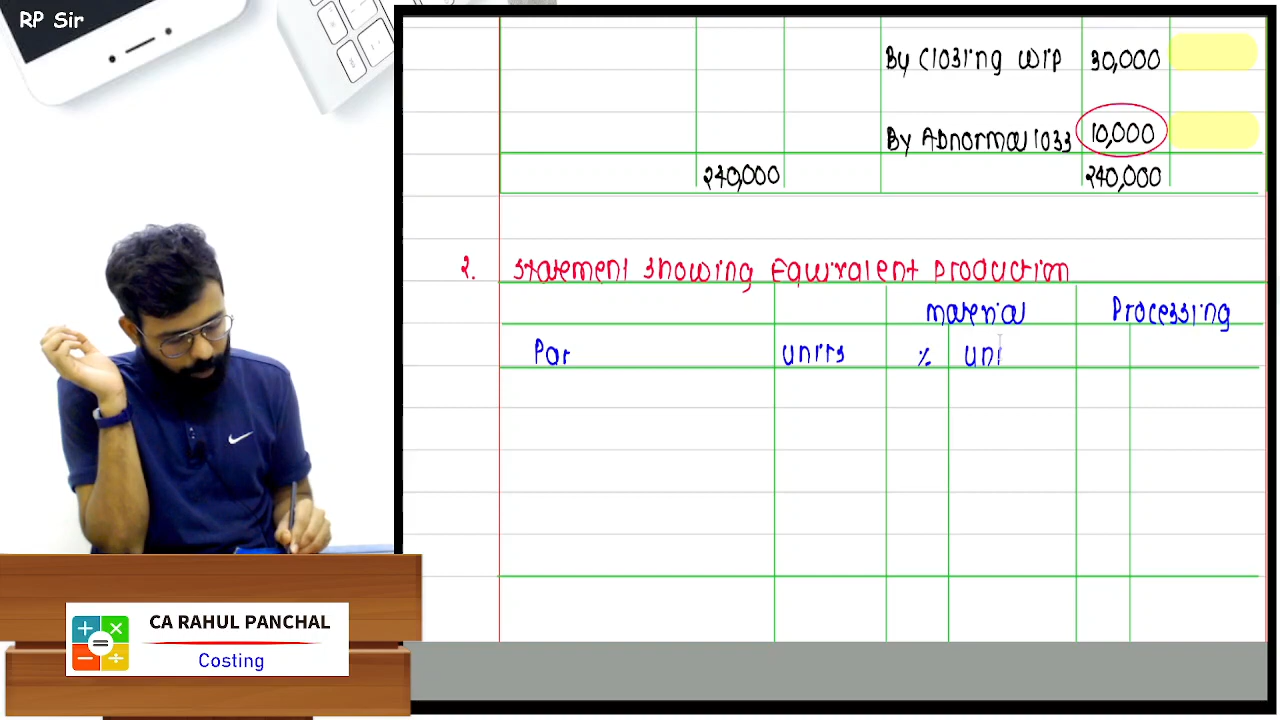 RP Sir
By Closing WIP 30,000
By Abnormal loss 10,000
240,000 240,000
2. Statement showing Equivalent Production
Material Processing
Par units % uni
CA RAHUL PANCHAL
Costing